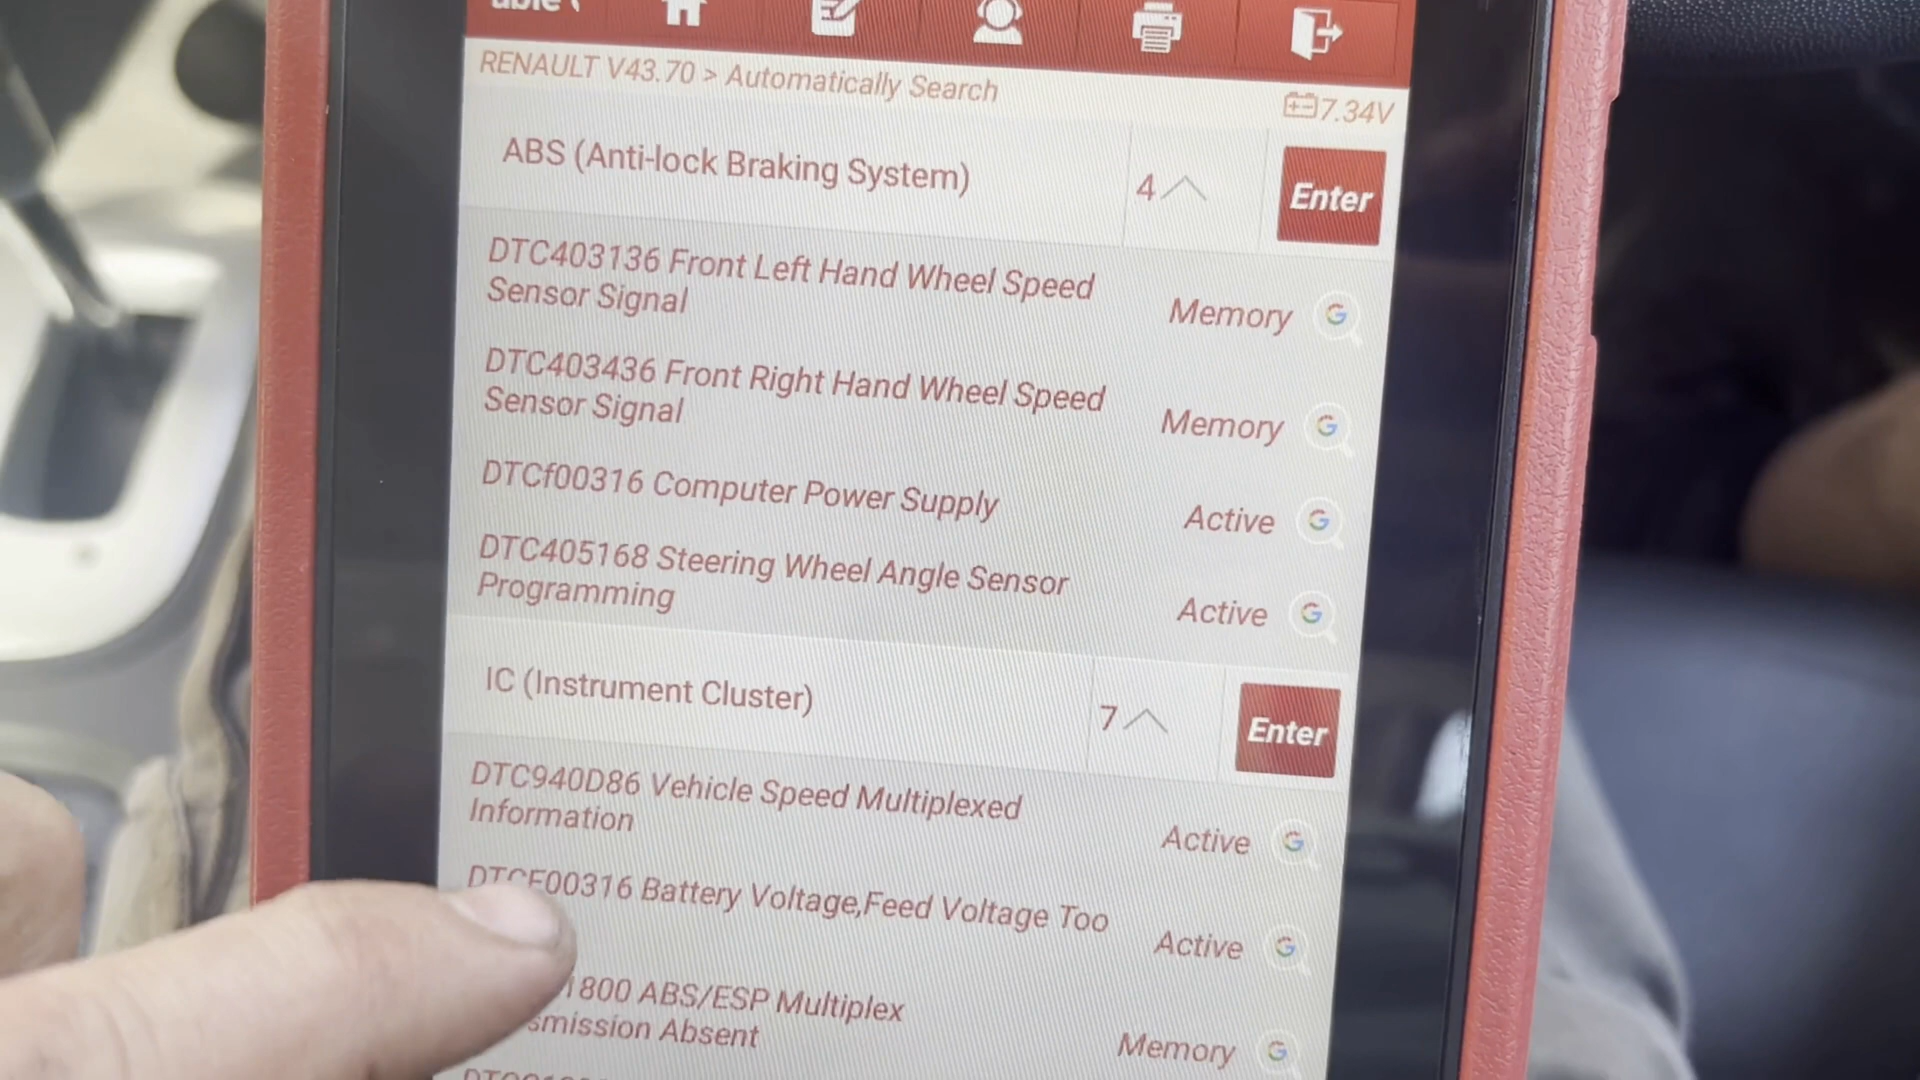 RENAULT V43.70 > Automatically Search
7.34V
ABS (Anti-lock Braking System)
4
Enter
DTC403136 Front Left Hand Wheel Speed
Sensor Signal
Memory
DTC403436 Front Right Hand Wheel Speed
Sensor Signal
Memory
DTCf00316 Computer Power Supply
Active
DTC405168 Steering Wheel Angle Sensor
Programming
Active
IC (Instrument Cluster)
7
Enter
DTC940D86 Vehicle Speed Multiplexed
Information
Active
DTCF00316 Battery Voltage,Feed Voltage Too
Active
1800 ABS/ESP Multiplex
smission Absent
Memory